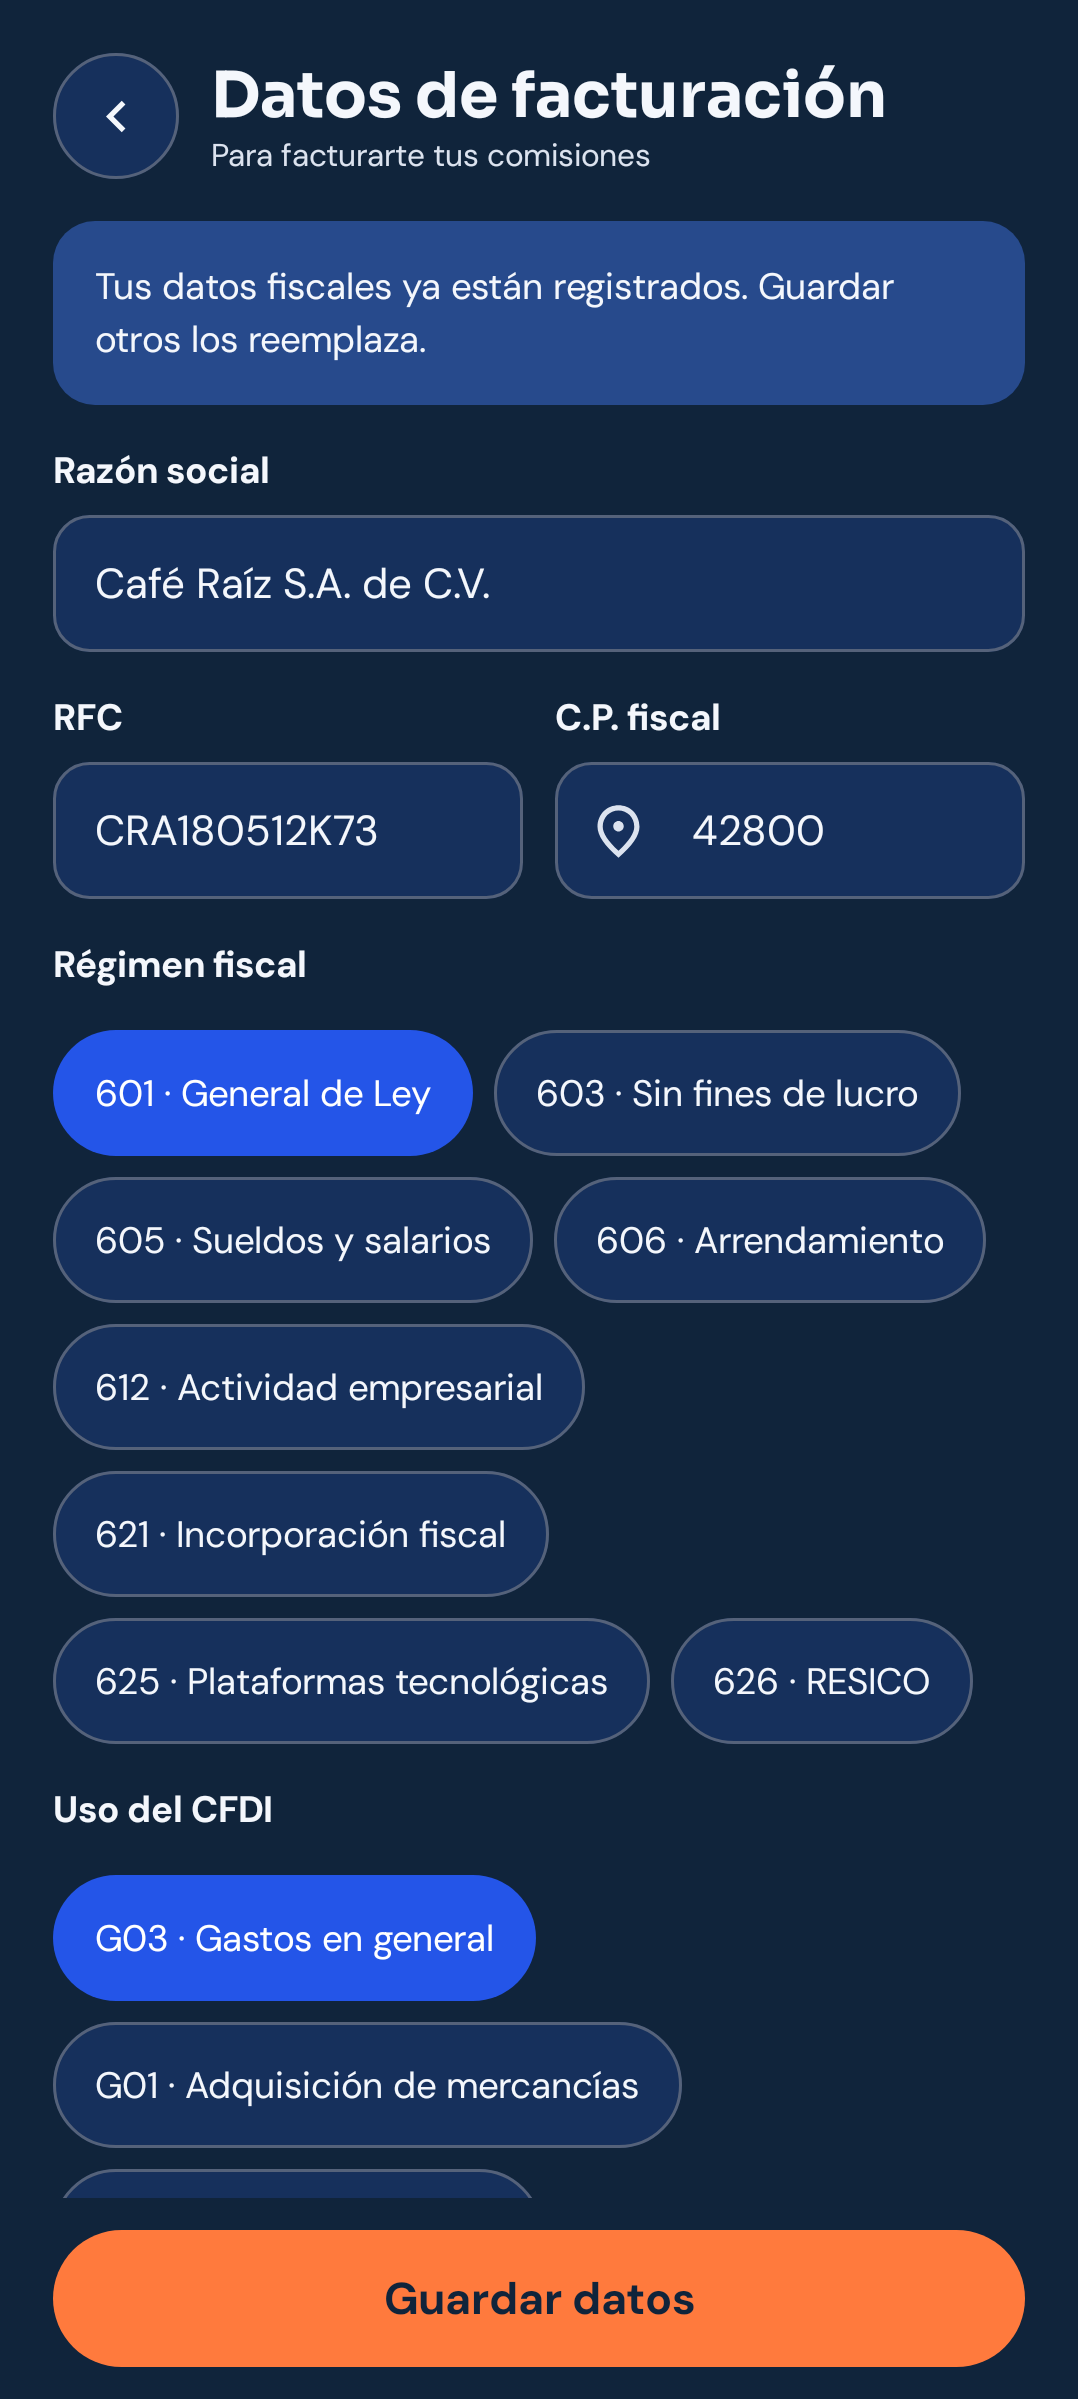 Datos de facturación
Para facturarte tus comisiones
Tus datos fiscales ya están registrados. Guardar
otros los reemplaza.
Razón social
Café Raíz S.A. de C.V.
RFC
C.P. fiscal
CRA180512K73
42800
Régimen fiscal
601 · General de Ley
603 · Sin fines de lucro
605 · Sueldos y salarios
606 · Arrendamiento
612 · Actividad empresarial
621 · Incorporación fiscal
625 · Plataformas tecnológicas
626 · RESICO
Uso del CFDI
G03 · Gastos en general
G01 · Adquisición de mercancías
Guardar datos